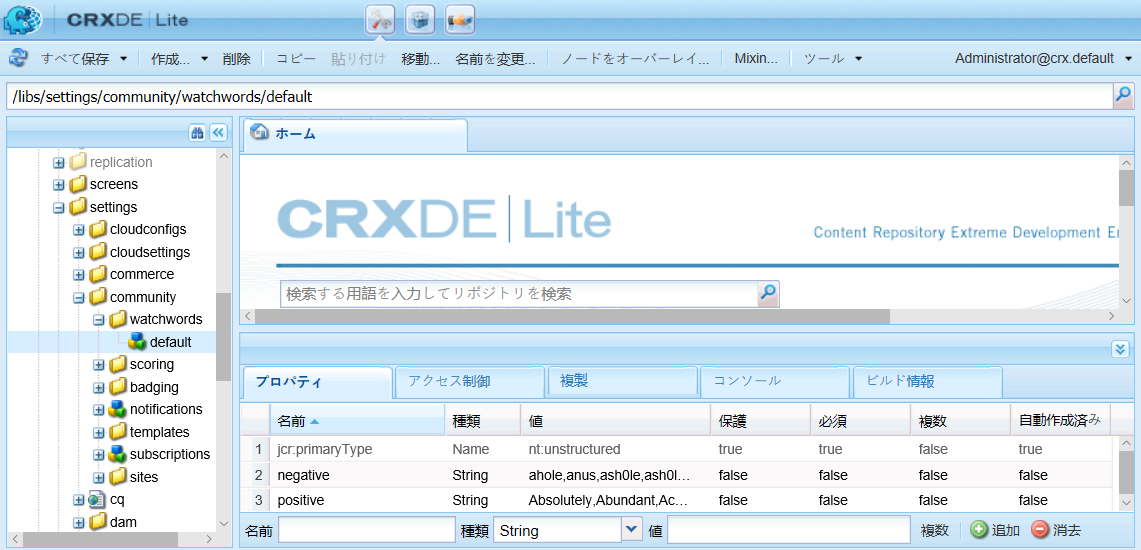 CRXDE | Lite
すべて保存 作成... 削除 コピー 貼り付け 移動... 名前を変更... ノードをオーバーレイ... Mixin... ツール Administrator@crx.default
/libs/settings/community/watchwords/default
replication
screens
settings
cloudconfigs
cloudsettings
commerce
community
watchwords
default
scoring
badging
notifications
templates
subscriptions
sites
cq
dam
ホーム
CRXDE | Lite
Content Repository Extreme Development E
検索する用語を入力してリポジトリを検索
プロパティ アクセス制御 複製 コンソール ビルド情報
名前 種類 値 保護 必須 複数 自動作成済み
1 jcr:primaryType Name nt:unstructured true true false true
2 negative String ahole,anus,ash0le,ash0l... false false false false
3 positive String Absolutely,Abundant,Ac... false false false false
名前 種類 String 値 複数 追加 消去